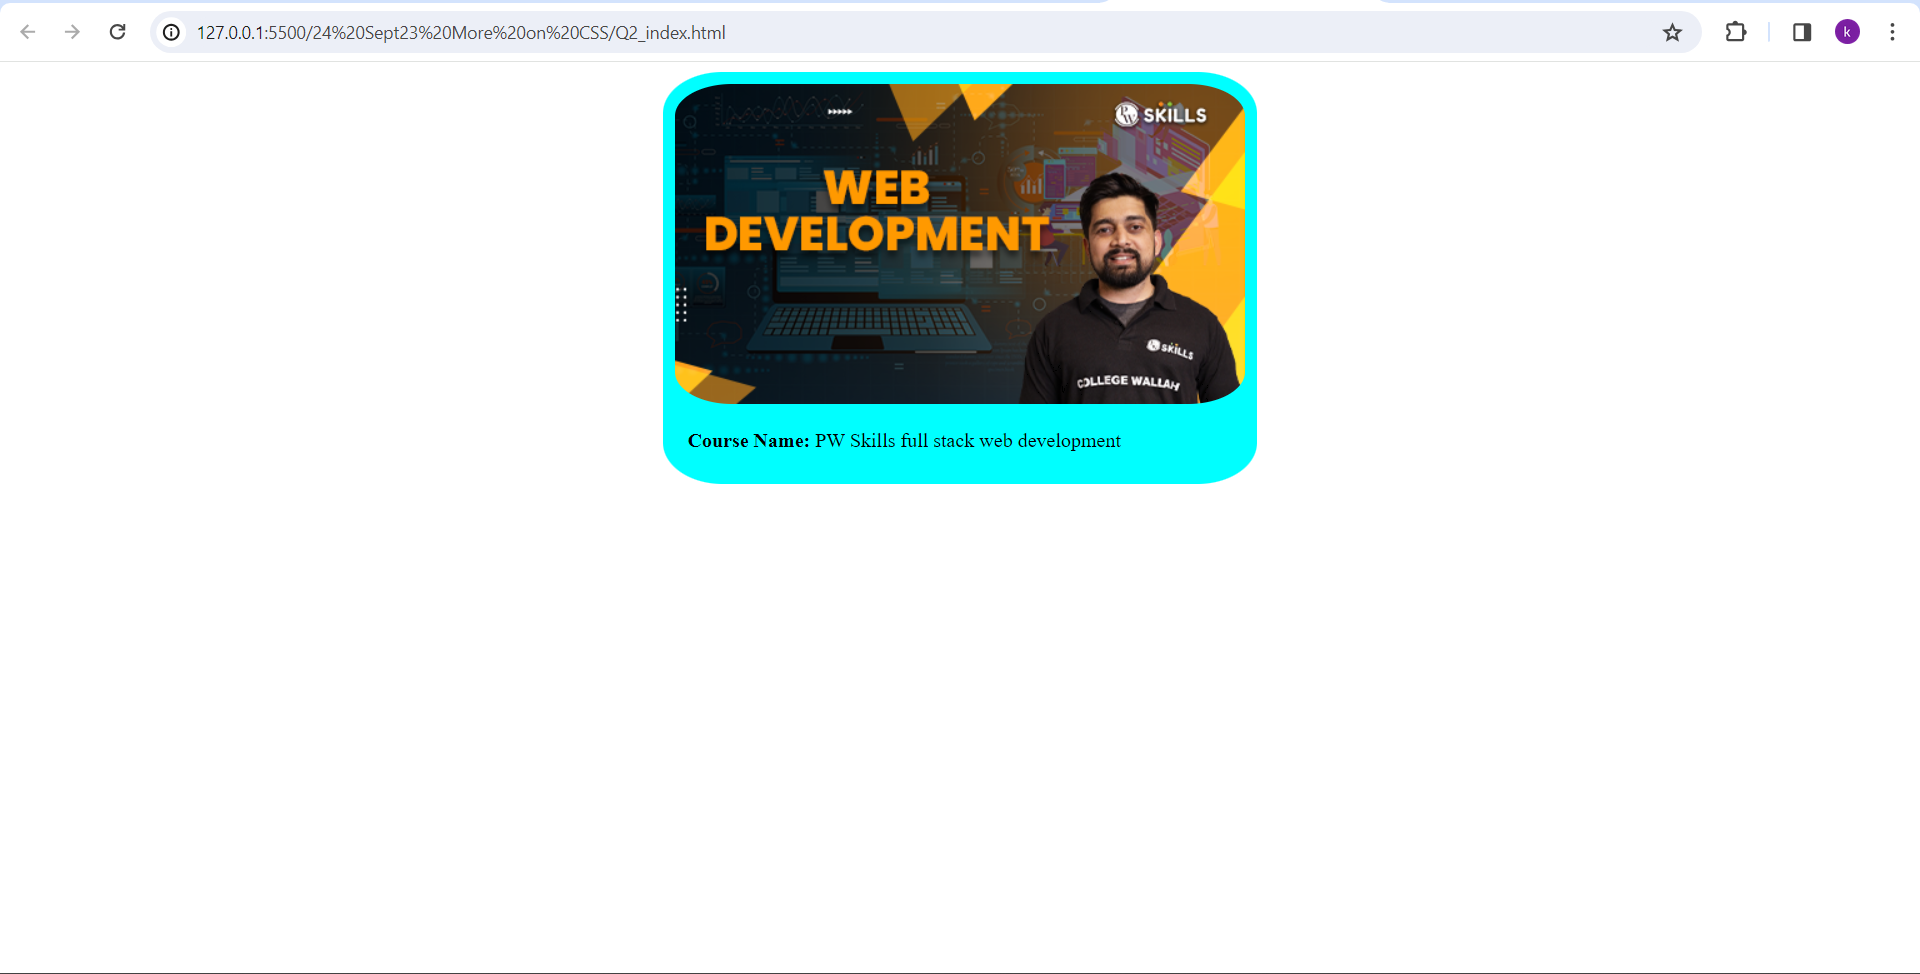 127.0.0.1:5500/24%20Sept23%20More%20on%20CSS/Q2_index.html
k
PW SKILLS
WEB
DEVELOPMENT
SKILLS
COLLEGE WALLAH
Course Name: PW Skills full stack web development